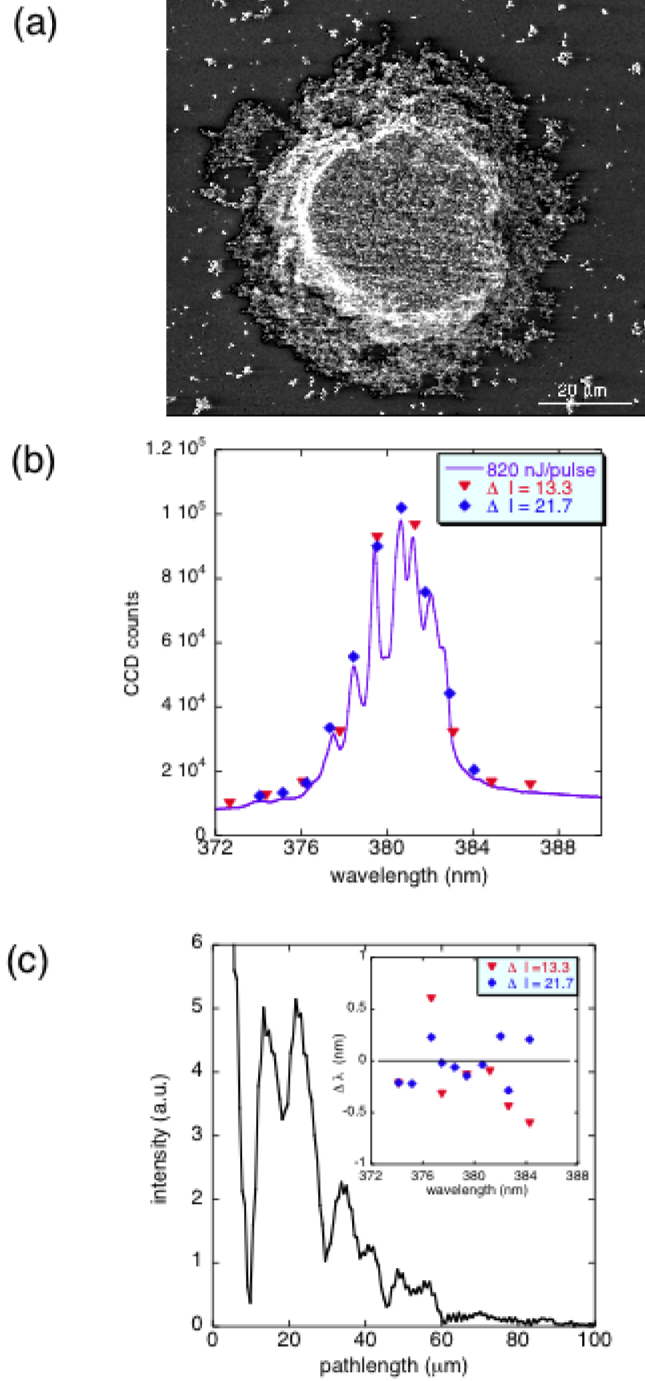 (a)
20 µm
(b)
1.2 10⁵
1 10⁵
8 10⁴
6 10⁴
4 10⁴
2 10⁴
0
CCD counts
820 nJ/pulse
Δ l = 13.3
Δ l = 21.7
372 376 380 384 388
wavelength (nm)
(c)
6
5
4
3
2
1
0
intensity (a.u.)
1
0.5
0
-0.5
-1
Δ λ (nm)
Δ l =13.3
Δ l = 21.7
372 376 380 384 388
wavelength (nm)
0 20 40 60 80 100
pathlength (µm)